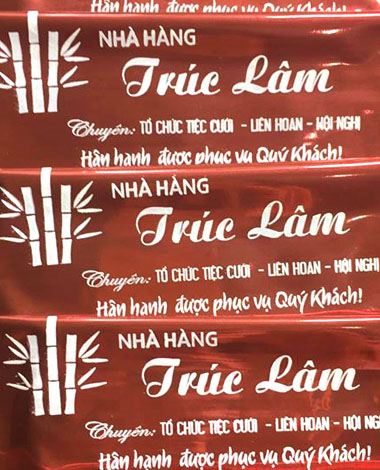 Hân hạnh được phục vụ Quý Khách!
NHÀ HÀNG
Trúc Lâm
Chuyên: TỔ CHỨC TIỆC CƯỚI - LIÊN HOAN - HỘI NGHỊ
Hân hạnh được phục vụ Quý Khách!
NHÀ HÀNG
Trúc Lâm
Chuyên: TỔ CHỨC TIỆC CƯỚI - LIÊN HOAN - HỘI NGHỊ
Hân hạnh được phục vụ Quý Khách!
NHÀ HÀNG
Trúc Lâm
Chuyên: TỔ CHỨC TIỆC CƯỚI - LIÊN HOAN - HỘI NG
Hân hạnh được phục vụ Quý Khách!